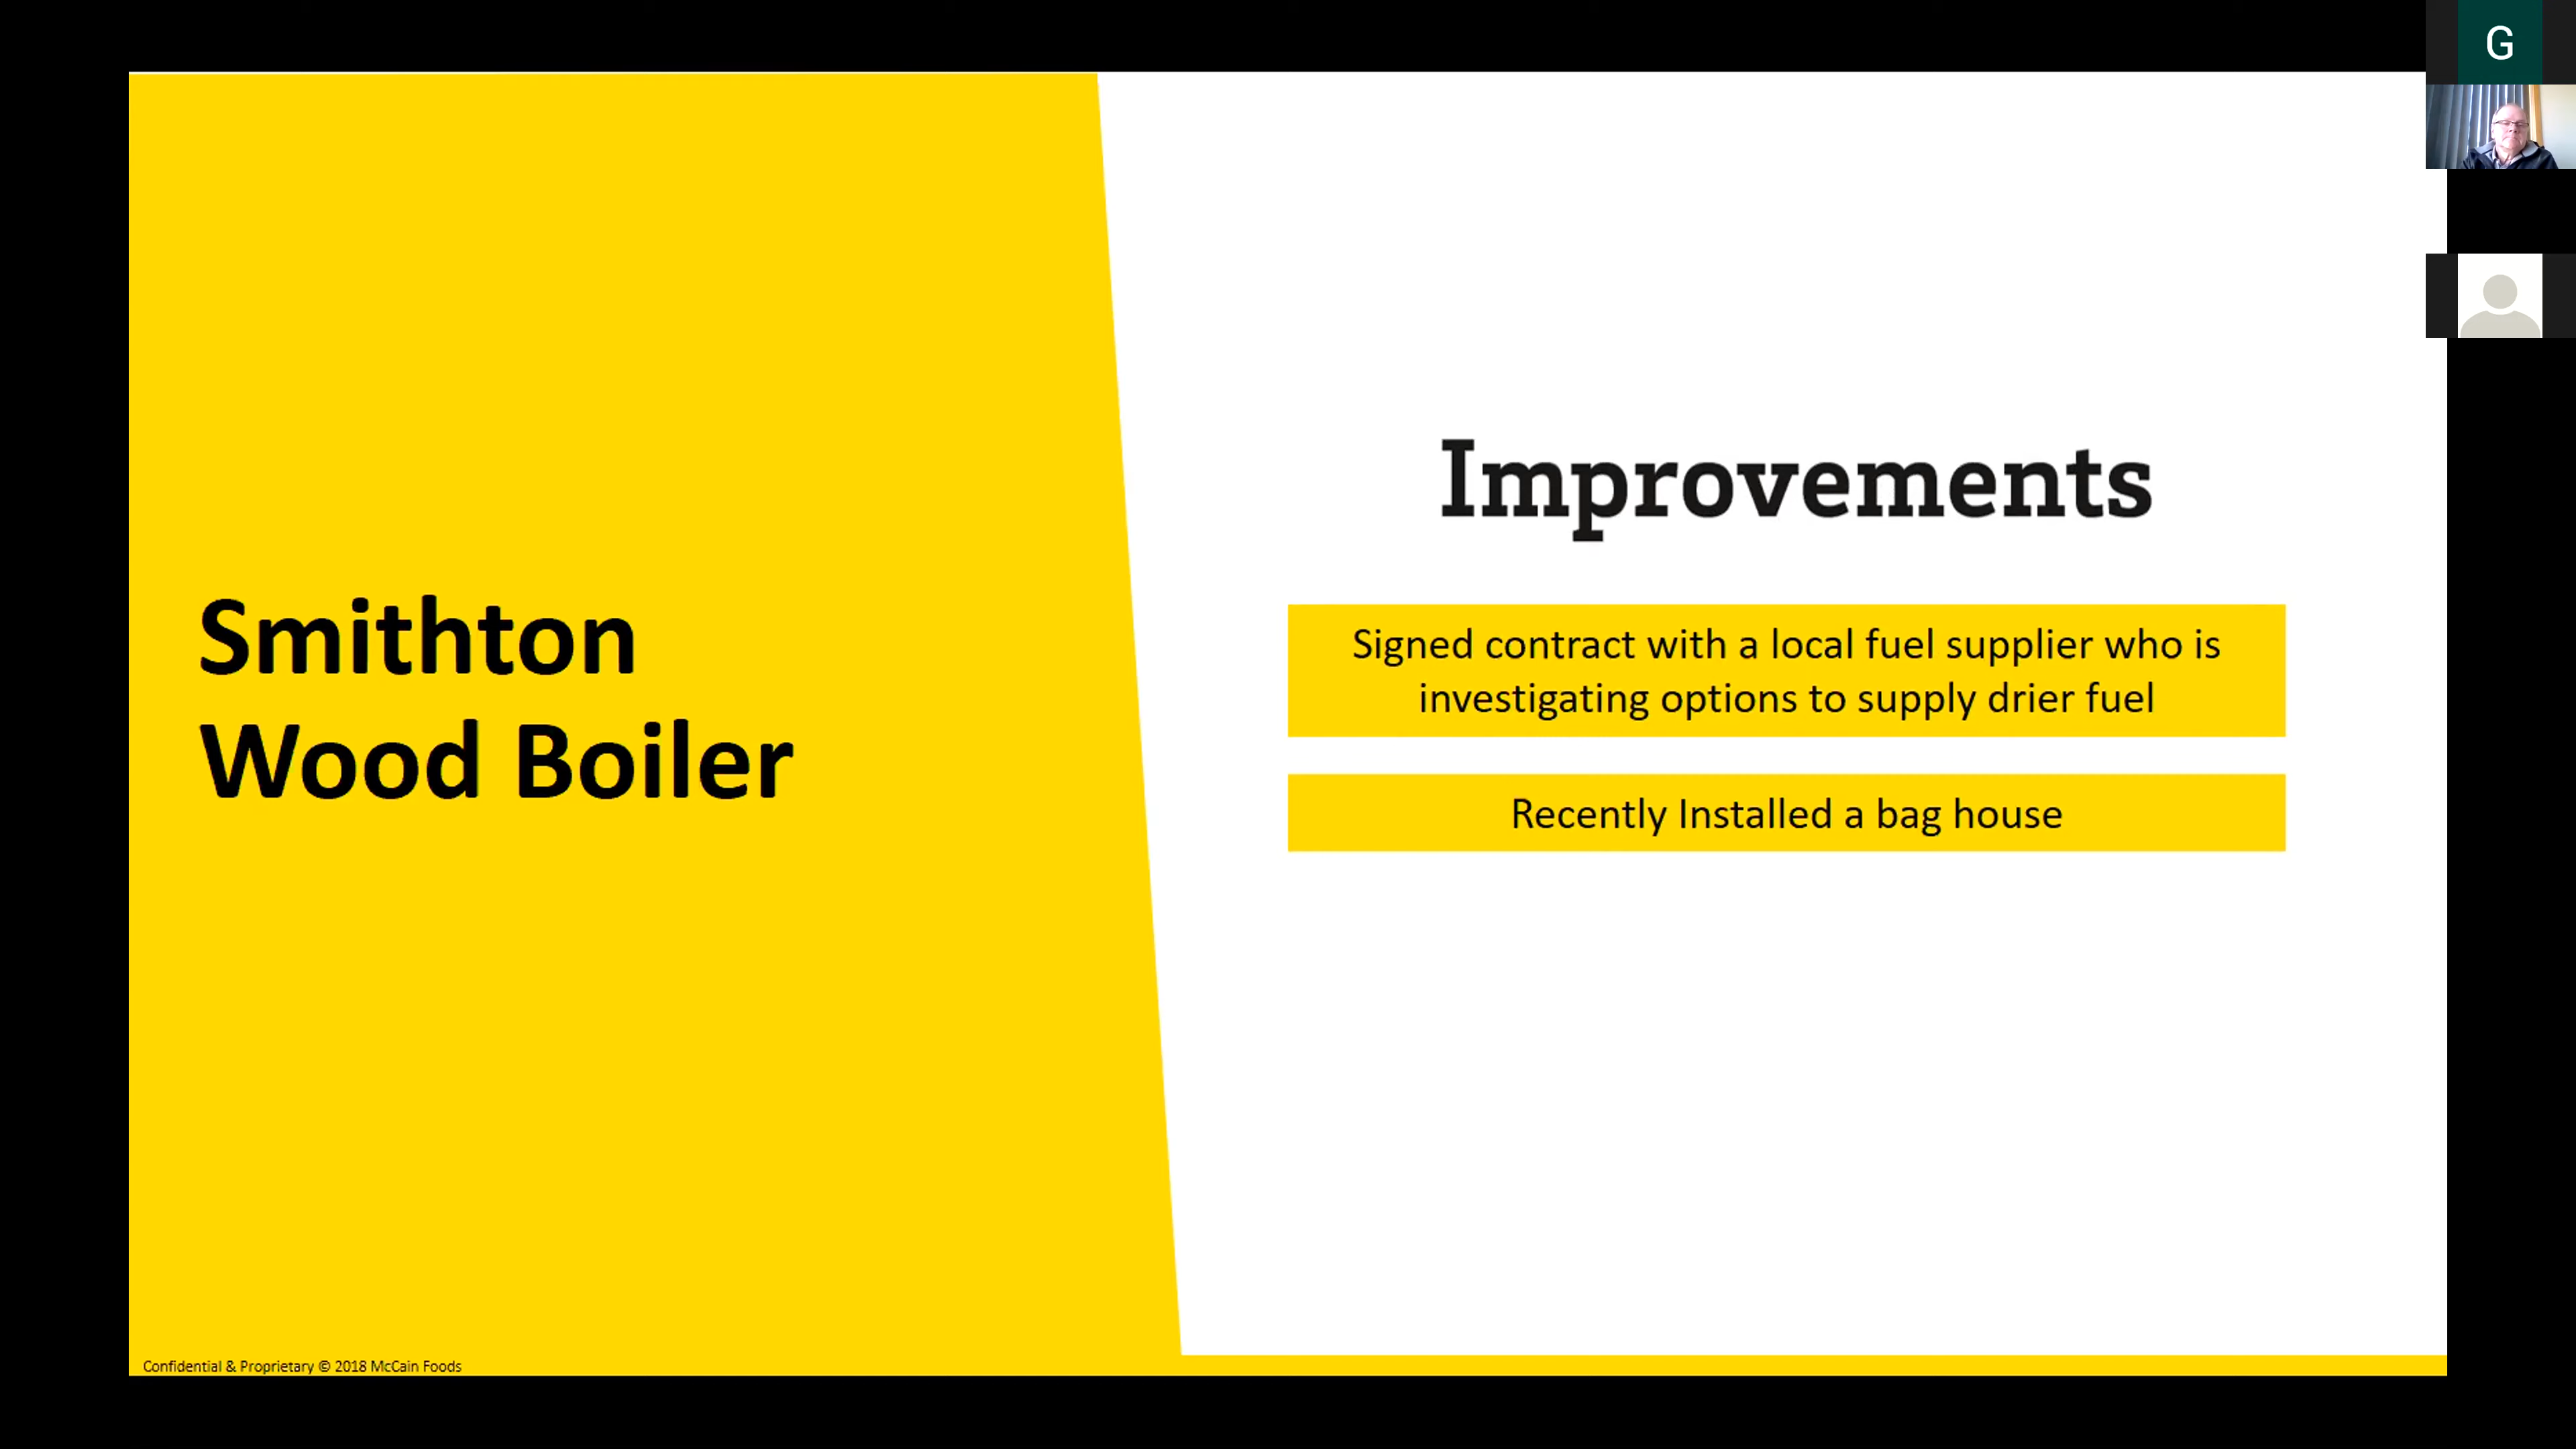 G
Improvements
Smithton
Wood Boiler
Signed contract with a local fuel supplier who is
investigating options to supply drier fuel
Recently Installed a bag house
Confidential & Proprietary © 2018 McCain Foods